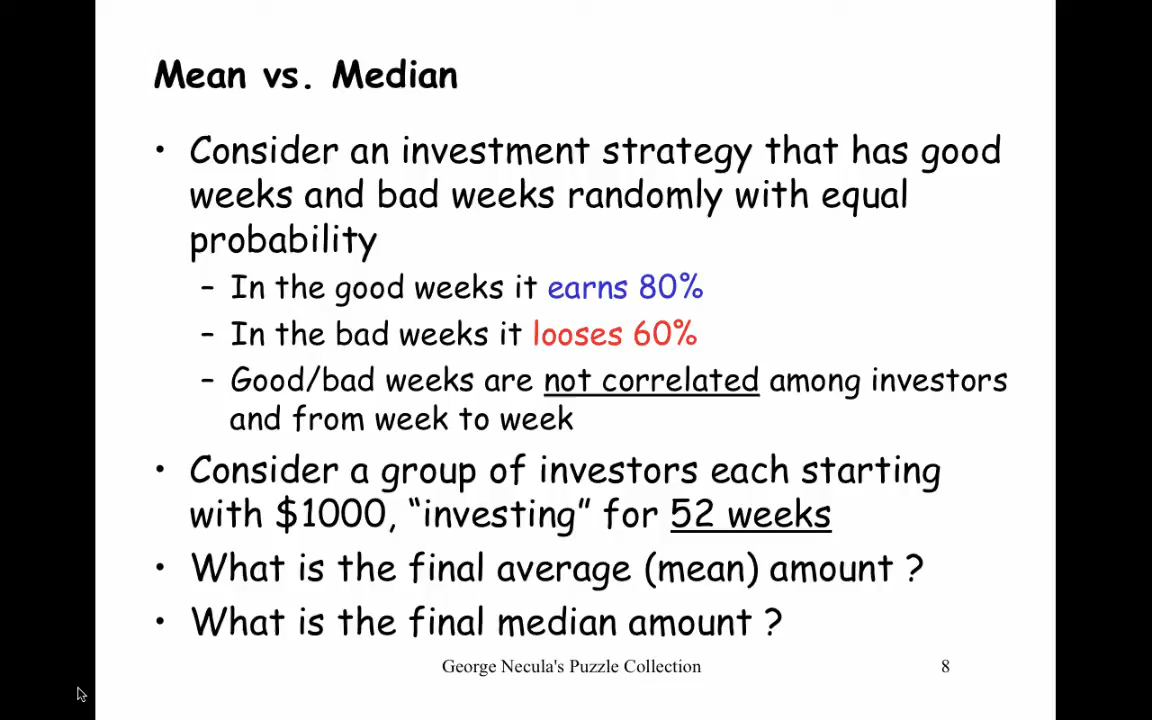 Mean vs. Median
• Consider an investment strategy that has good
weeks and bad weeks randomly with equal
probability
– In the good weeks it earns 80%
– In the bad weeks it looses 60%
– Good/bad weeks are not correlated among investors
and from week to week
• Consider a group of investors each starting
with $1000, “investing” for 52 weeks
• What is the final average (mean) amount ?
• What is the final median amount ?
George Necula's Puzzle Collection
8